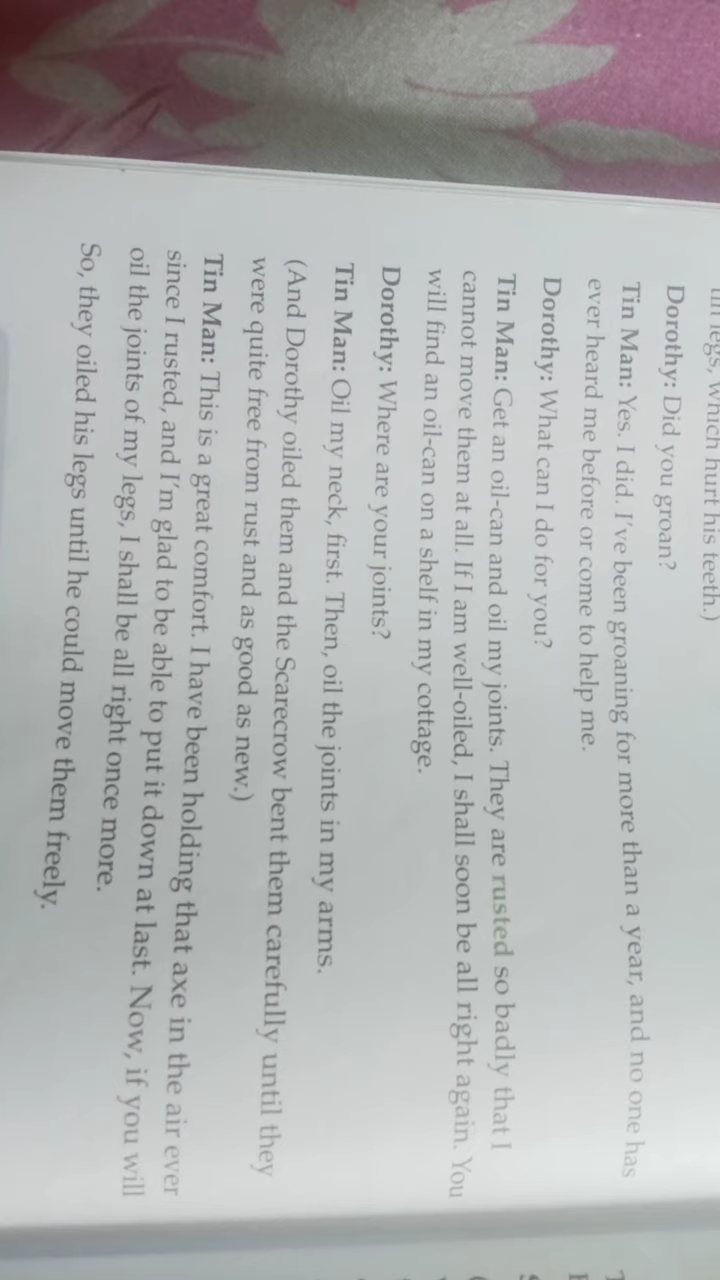 legs, which hurt his teeth.)
Dorothy: Did you groan?
Tin Man: Yes. I did. I've been groaning for more than a year, and no one has
ever heard me before or come to help me.
Dorothy: What can I do for you?
Tin Man: Get an oil-can and oil my joints. They are rusted so badly that I
cannot move them at all. If I am well-oiled, I shall soon be all right again. You
will find an oil-can on a shelf in my cottage.
Dorothy: Where are your joints?
Tin Man: Oil my neck, first. Then, oil the joints in my arms.
(And Dorothy oiled them and the Scarecrow bent them carefully until they
were quite free from rust and as good as new.)
Tin Man: This is a great comfort. I have been holding that axe in the air ever
since I rusted, and I'm glad to be able to put it down at last. Now, if you will
oil the joints of my legs, I shall be all right once more.
So, they oiled his legs until he could move them freely.